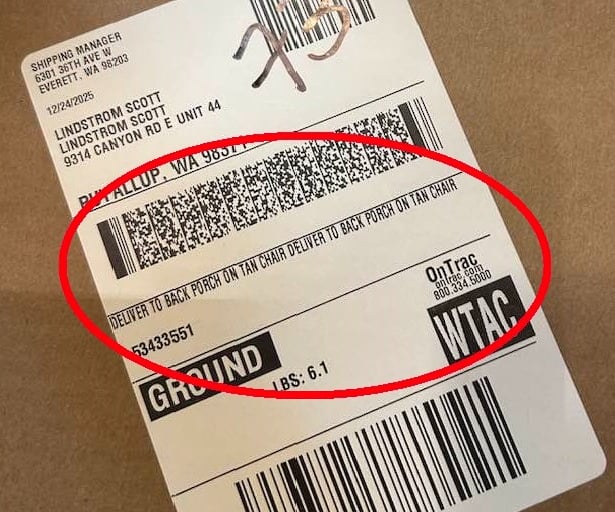 SHIPPING MANAGER
6301 36TH AVE W
EVERETT, WA 98203
12/24/2025
73
LINDSTROM SCOTT
LINDSTROM SCOTT
9314 CANYON RD E UNIT 44
PUYALLUP, WA
DELIVER TO BACK PORCH ON TAN CHAIR DELIVER TO BACK PORCH ON TAN CHAIR
53433551
OnTrac
ontrac.com
800.334.5000
GROUND
LBS: 6.1
WTAC